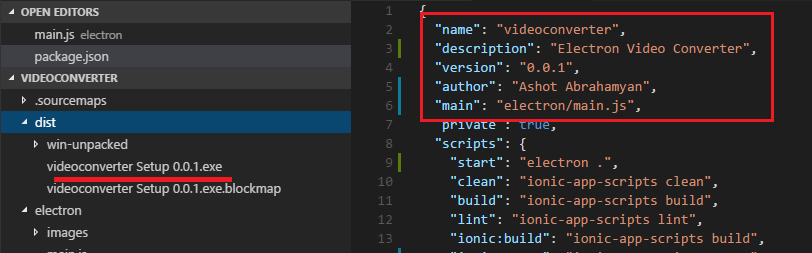 OPEN EDITORS
main.js electron
package.json
VIDEOCONVERTER
.sourcemaps
dist
win-unpacked
videoconverter Setup 0.0.1.exe
videoconverter Setup 0.0.1.exe.blockmap
electron
images
main.js
1 {
2 "name": "videoconverter",
3 "description": "Electron Video Converter",
4 "version": "0.0.1",
5 "author": "Ashot Abrahamyan",
6 "main": "electron/main.js",
7 "private": true,
8 "scripts": {
9 "start": "electron .",
10 "clean": "ionic-app-scripts clean",
11 "build": "ionic-app-scripts build",
12 "lint": "ionic-app-scripts lint",
13 "ionic:build": "ionic-app-scripts build",